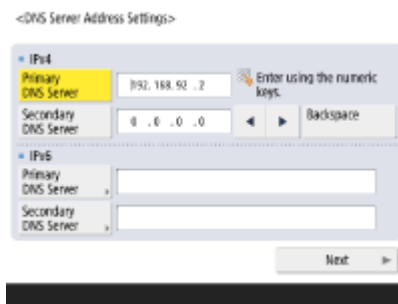 <DNS Server Address Settings>
IPv4
Primary
DNS Server
192. 168. 92 . 2
Enter using the numeric
keys.
Secondary
DNS Server
0 . 0 . 0 . 0
Backspace
IPv6
Primary
DNS Server
Secondary
DNS Server
Next